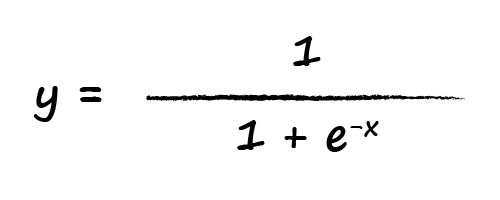 1
y =
1 + e⁻ˣ